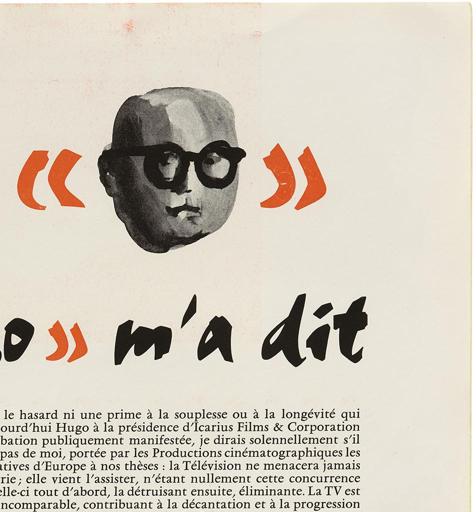 « »
o » m'a dit
le hasard ni une prime à la souplesse ou à la longévité qui
ourd'hui Hugo à la présidence d'Icarius Films & Corporation
bation publiquement manifestée, je dirais solennellement s'il
pas de moi, portée par les Productions cinématographiques les
atives d'Europe à nos thèses : la Télévision ne menacera jamais
rie ; elle vient l'assister, n'étant nullement cette concurrence
elle-ci tout d'abord, la détruisant ensuite, éliminante. La TV est
incomparable, contribuant à la décantation et à la progression